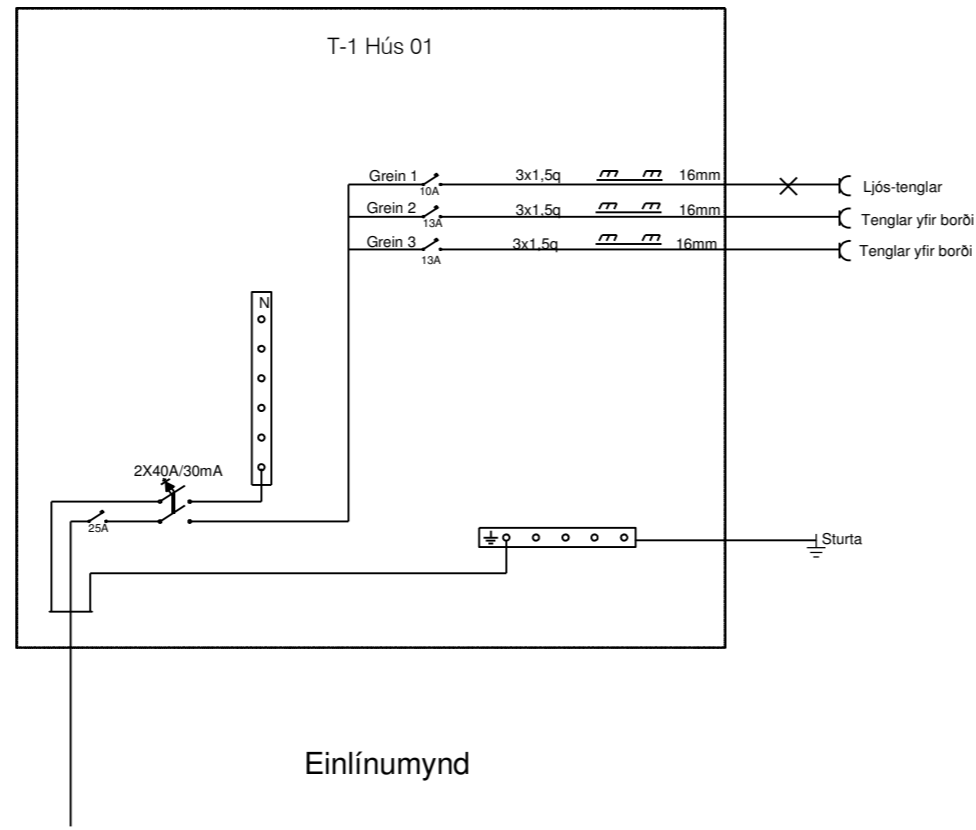 T-1 Hús 01
Grein 1 10A 3x1,5q 16mm Ljós-tenglar
Grein 2 13A 3x1,5q 16mm Tenglar yfir borði
Grein 3 13A 3x1,5q 16mm Tenglar yfir borði
N
2X40A/30mA
25A
Sturta
Einlínumynd